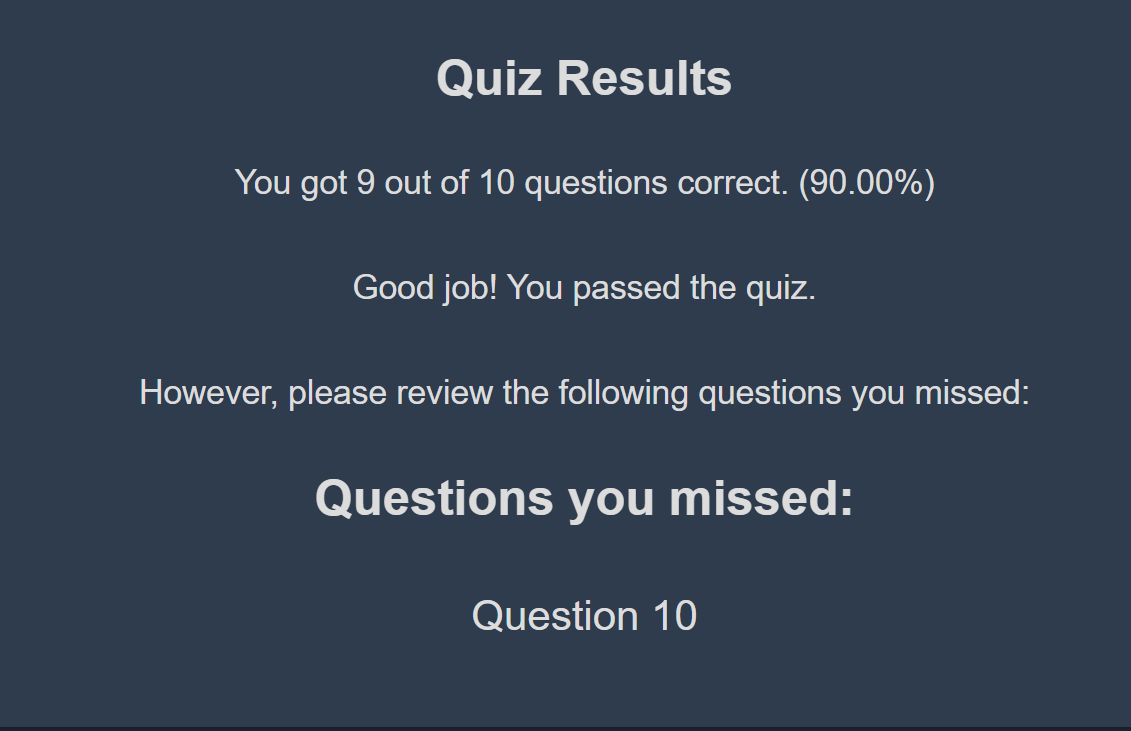 Quiz Results
You got 9 out of 10 questions correct. (90.00%)
Good job! You passed the quiz.
However, please review the following questions you missed:
Questions you missed:
Question 10